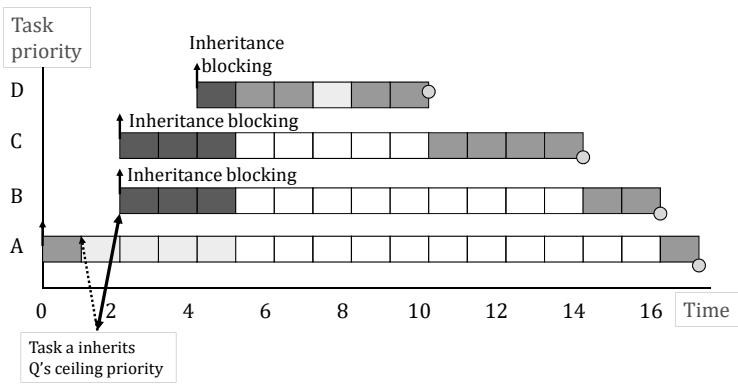 Task
priority
Inheritance
blocking
D
Inheritance blocking
C
Inheritance blocking
B
A
0 2 4 6 8 10 12 14 16 Time
Task a inherits
Q's ceiling priority